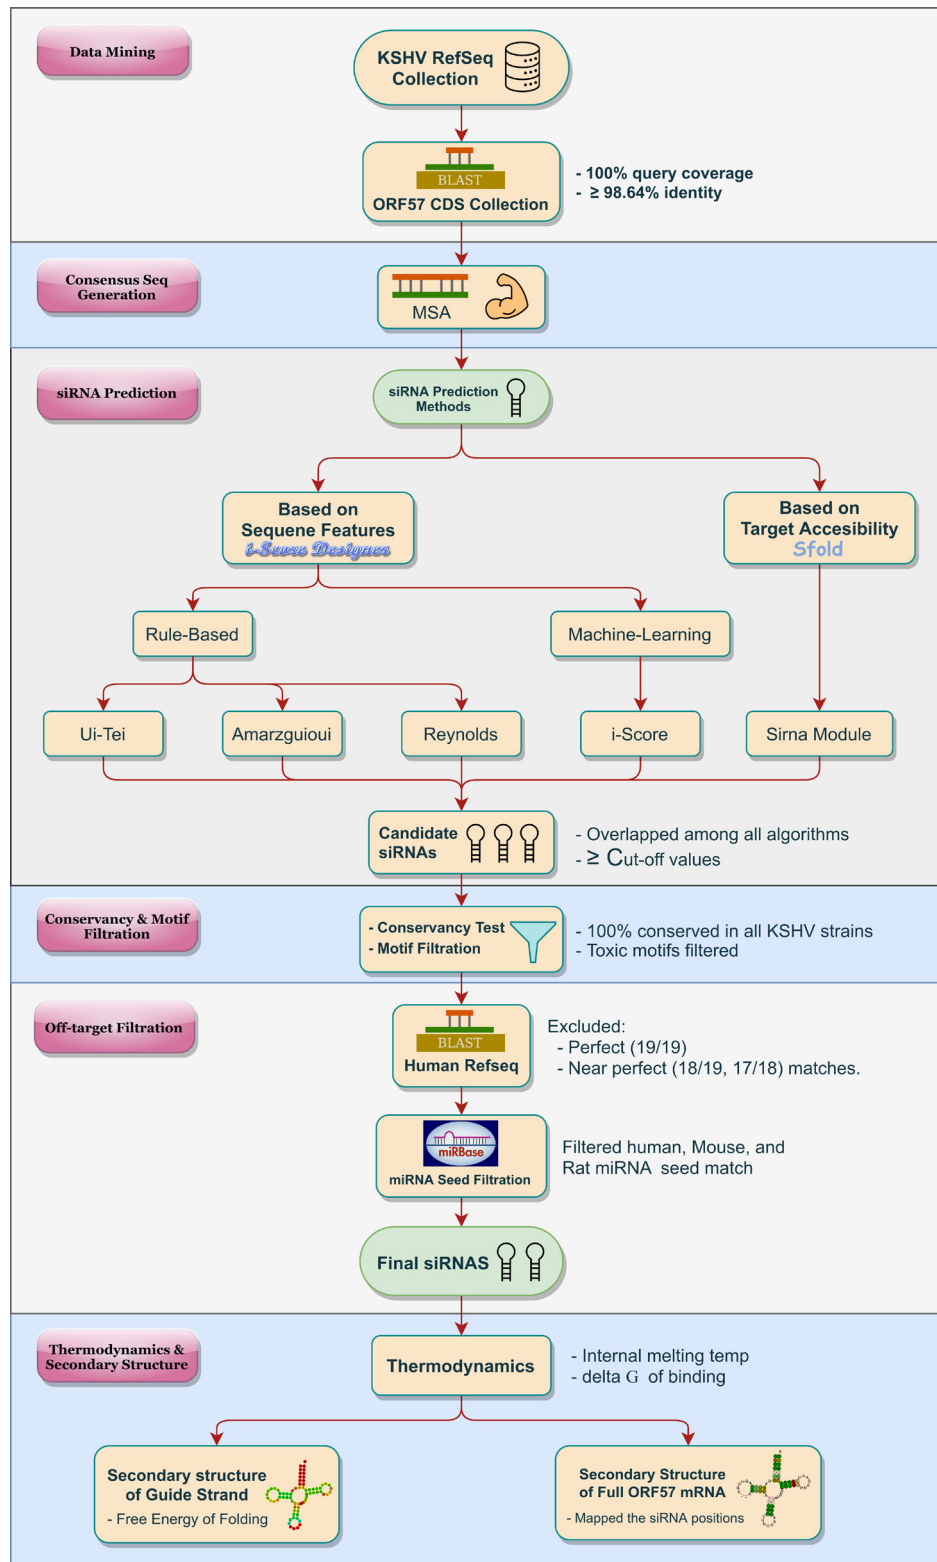 Data Mining
KSHV RefSeq
Collection
BLAST
ORF57 CDS Collection
- 100% query coverage
- ≥ 98.64% identity
Consensus Seq
Generation
MSA
siRNA Prediction
siRNA Prediction
Methods
Based on
Sequene Features
i-Score Designer
Based on
Target Accesibility
Sfold
Rule-Based
Machine-Learning
Ui-Tei
Amarzguioui
Reynolds
i-Score
Sirna Module
Candidate
siRNAs
- Overlapped among all algorithms
- ≥ Cut-off values
Conservancy & Motif
Filtration
- Conservancy Test
- Motif Filtration
- 100% conserved in all KSHV strains
- Toxic motifs filtered
Off-target Filtration
BLAST
Human Refseq
Excluded:
- Perfect (19/19)
- Near perfect (18/19, 17/18) matches.
miRBase
miRNA Seed Filtration
Filtered human, Mouse, and
Rat miRNA seed match
Final siRNAS
Thermodynamics &
Secondary Structure
Thermodynamics
- Internal melting temp
- delta G of binding
Secondary structure
of Guide Strand
- Free Energy of Folding
Secondary Structure
of Full ORF57 mRNA
- Mapped the siRNA positions